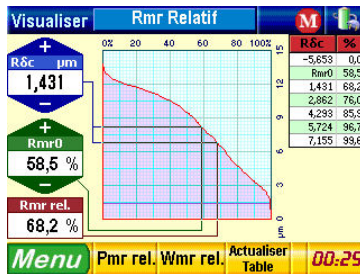 Visualiser Rmr Relatif M
Rδc µm
1,431
Rmr0
58,5 %
Rmr rel.
68,2 %
0% 20 40 60 80 100%
15
12
9
6
3
0
µm
Rδc %
-5,653 0,0
Rmr0 58,5
1,431 68,2
2,862 76,0
4,293 85,9
5,724 96,7
7,155 99,6
Menu Pmr rel. Wmr rel. Actualiser
Table
00:29